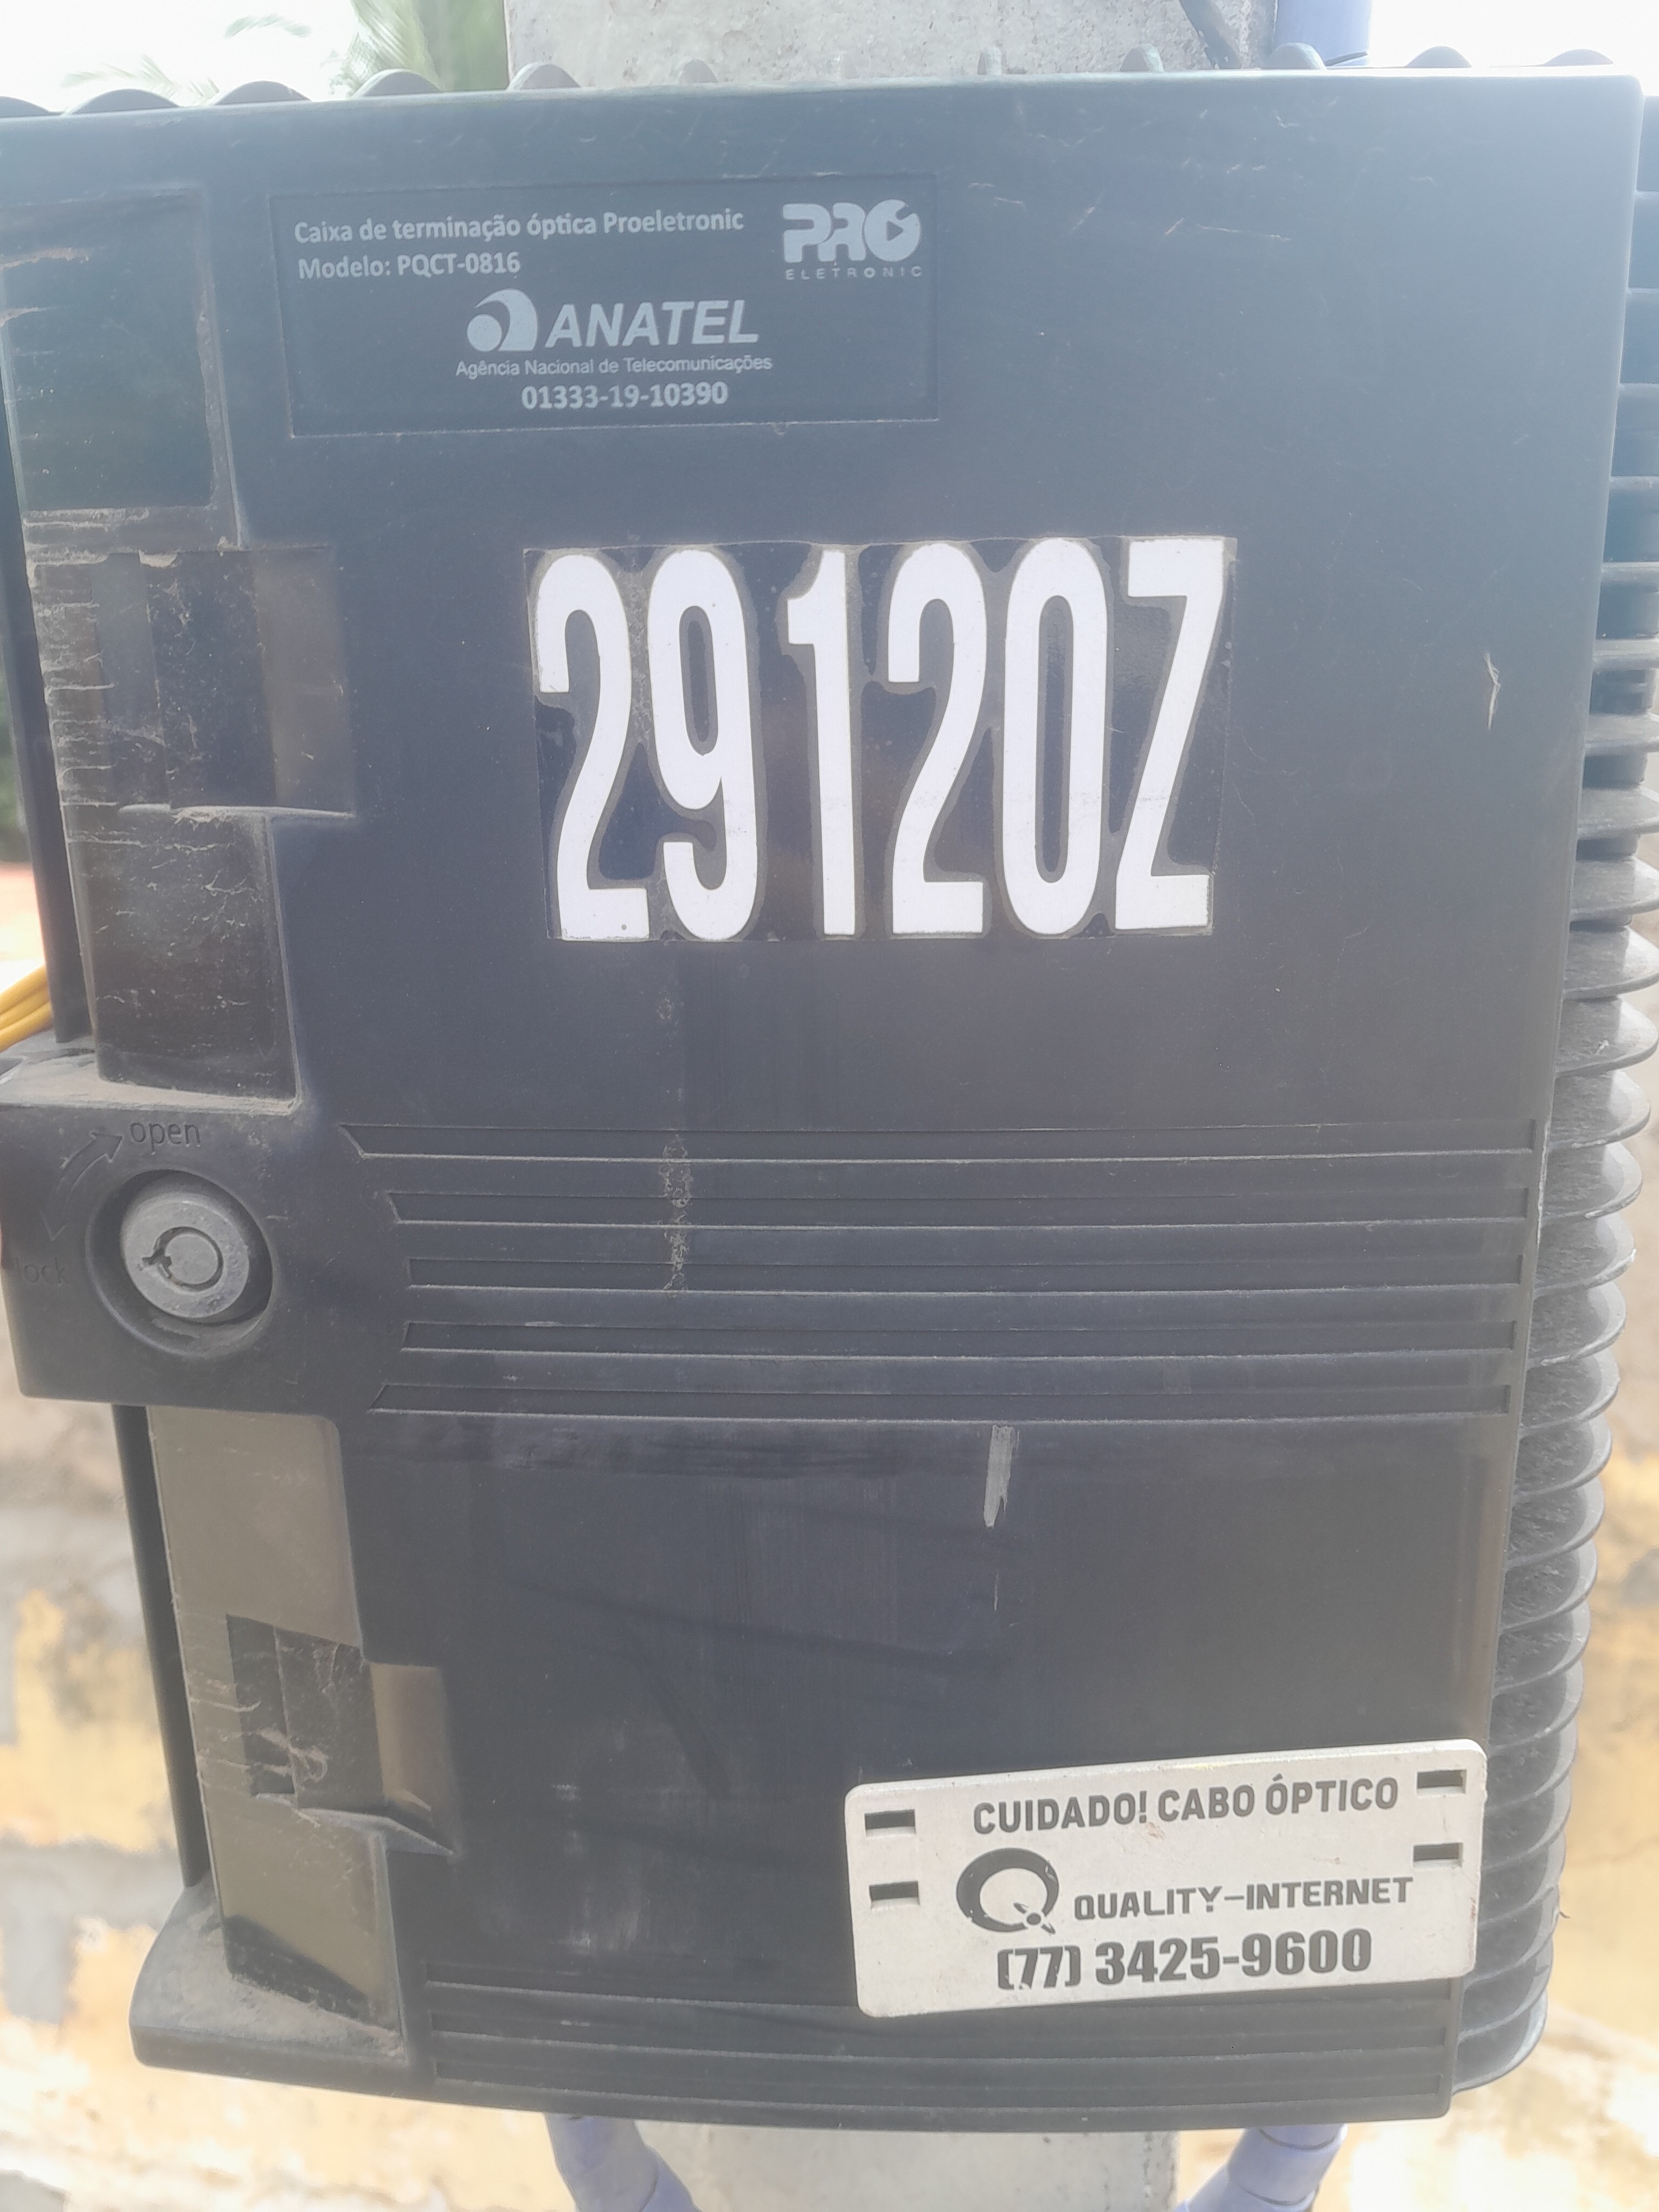 Caixa de terminação óptica Proeletronic
Modelo: PQCT-0816
PRO
ELETRONIC
ANATEL
Agência Nacional de Telecomunicações
01333-19-10390
29120Z
open
lock
CUIDADO! CABO ÓPTICO
QUALITY-INTERNET
(77) 3425-9600